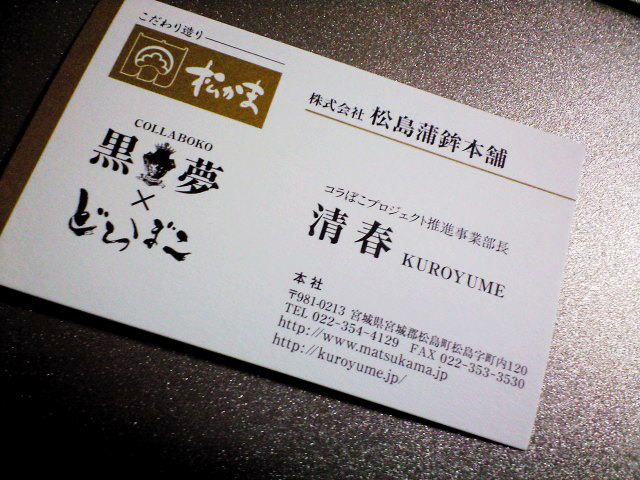 こだわり造り
松かま
COLLABOKO
黒夢
×
どらぼこ
株式会社 松島蒲鉾本舗
コラぼこプロジェクト推進事業部長
清春 KUROYUME
本社
〒981-0213 宮城県宮城郡松島町松島字町内120
TEL 022-354-4129 FAX 022-353-3530
http://www.matsukama.jp
http://kuroyume.jp/